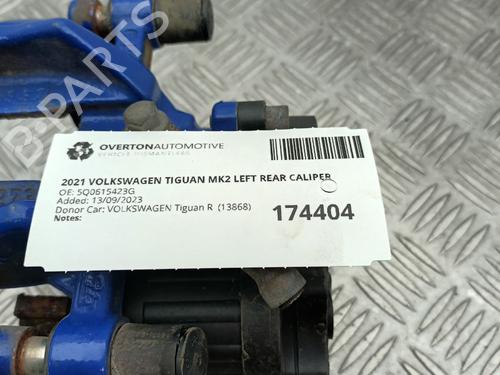 B-PARTS
OVERTONAUTOMOTIVE
VEHICLE DISMANTLERS
2021 VOLKSWAGEN TIGUAN MK2 LEFT REAR CALIPER
OE: 5Q0615423G
Added: 13/09/2023
Donor Car: VOLKSWAGEN Tiguan R (13868)
Notes:
174404